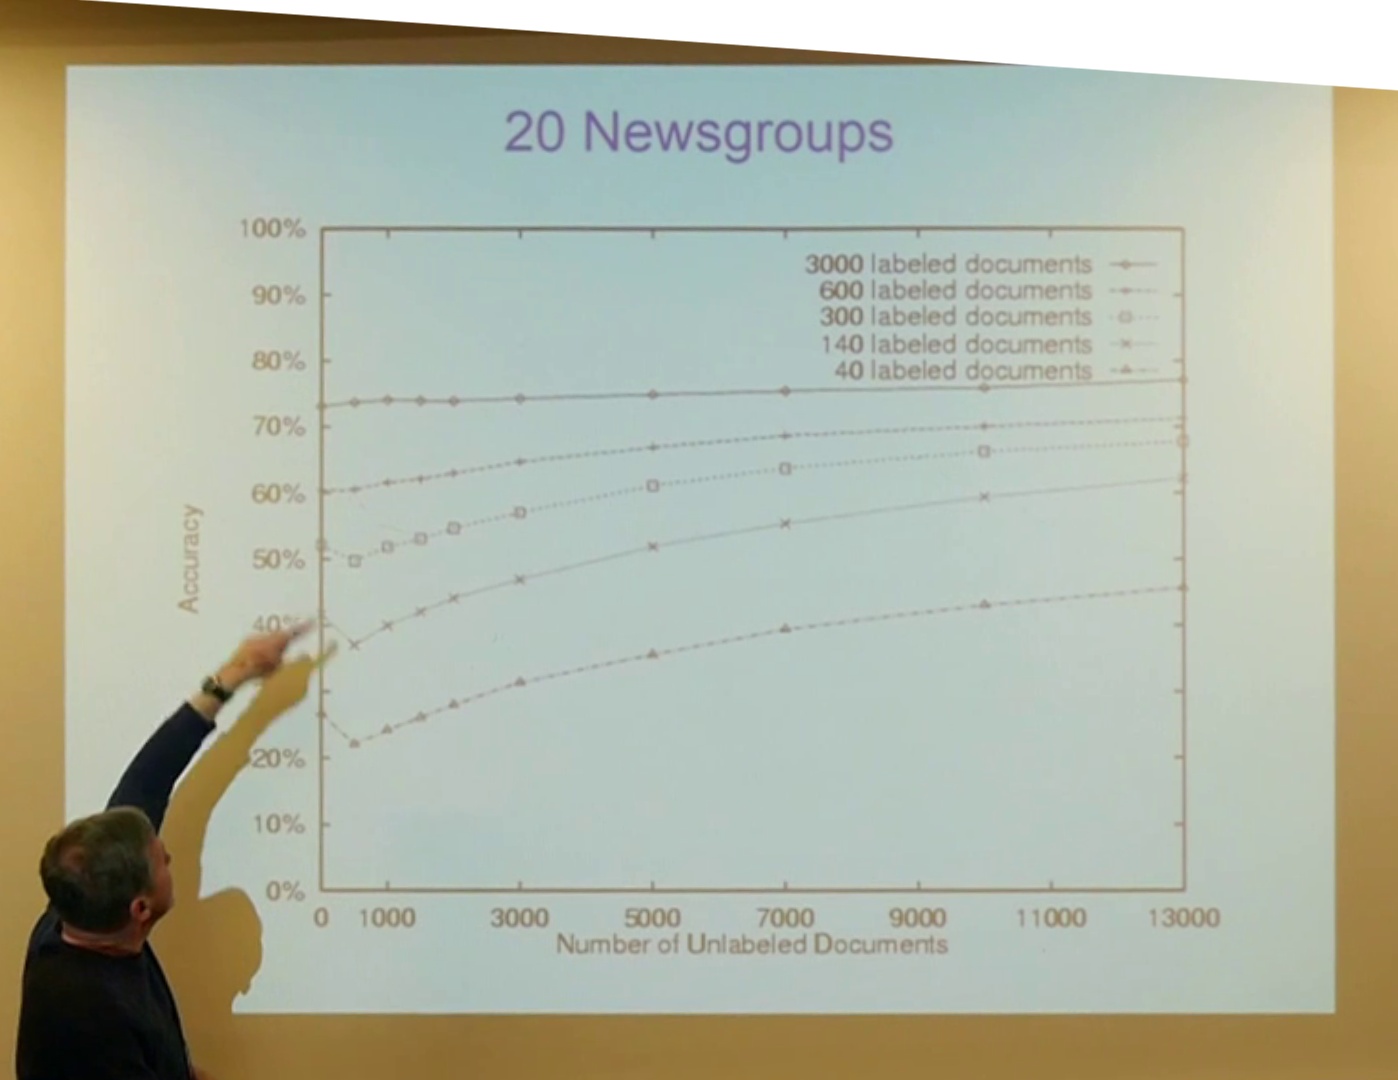 20 Newsgroups
100%
90%
80%
70%
60%
50%
40%
20%
10%
0%
Accuracy
3000 labeled documents
600 labeled documents
300 labeled documents
140 labeled documents
40 labeled documents
0 1000 3000 5000 7000 9000 11000 13000
Number of Unlabeled Documents